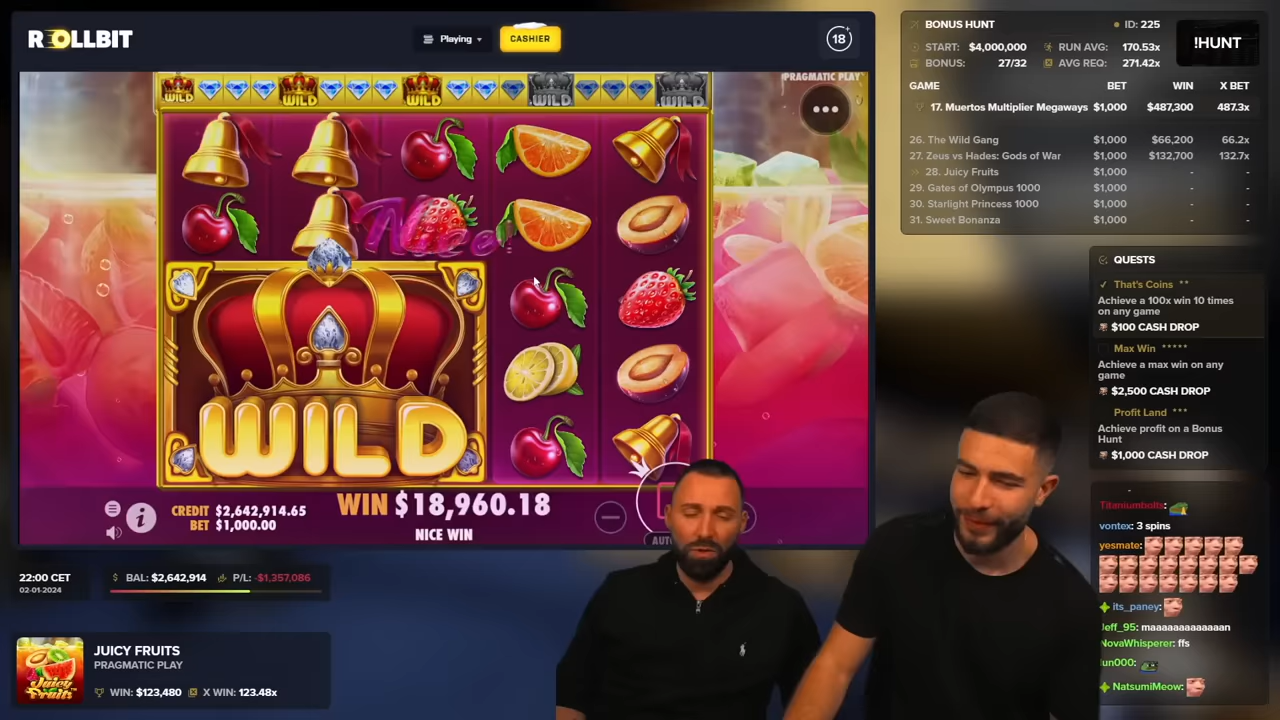 ROLLBIT
Playing
CASHIER
18+
WILD
WILD
WILD
WILD
WILD
PRAGMATIC PLAY
Nice
WILD
CREDIT $2,642,914.65
BET $1,000.00
WIN $18,960.18
NICE WIN
22:00 CET
02-01-2024
$ BAL: $2,642,914
P/L: -$1,357,086
Juicy Fruits
JUICY FRUITS
PRAGMATIC PLAY
WIN: $123,480
X WIN: 123.48x
BONUS HUNT
ID: 225
START: $4,000,000
RUN AVG: 170.53x
BONUS: 27/32
AVG REQ: 271.42x
!HUNT
GAME BET WIN X BET
17. Muertos Multiplier Megaways $1,000 $487,300 487.3x
26. The Wild Gang $1,000 $66,200 66.2x
27. Zeus vs Hades: Gods of War $1,000 $132,700 132.7x
28. Juicy Fruits $1,000 - -
29. Gates of Olympus 1000 $1,000 - -
30. Starlight Princess 1000 $1,000 - -
31. Sweet Bonanza $1,000 - -
QUESTS
That's Coins **
Achieve a 100x win 10 times
on any game
$100 CASH DROP
Max Win *****
Achieve a max win on any
game
$2,500 CASH DROP
Profit Land ***
Achieve profit on a Bonus
Hunt
$1,000 CASH DROP
Titaniumbolts:
vontex: 3 spins
yesmate:
its_paney:
Jeff_95: maaaaaaaaaaaaan
NovaWhisperer: ffs
lun000:
NatsumiMeow: